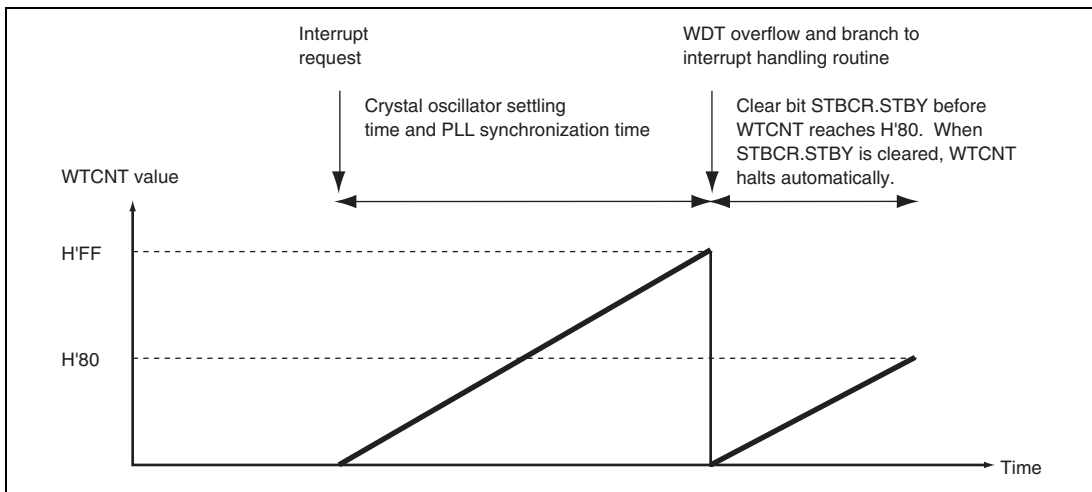 Interrupt
request
WDT overflow and branch to
interrupt handling routine
Crystal oscillator settling
time and PLL synchronization time
Clear bit STBCR.STBY before
WTCNT reaches H'80.  When
STBCR.STBY is cleared, WTCNT
halts automatically.
WTCNT value
H'FF
H'80
Time